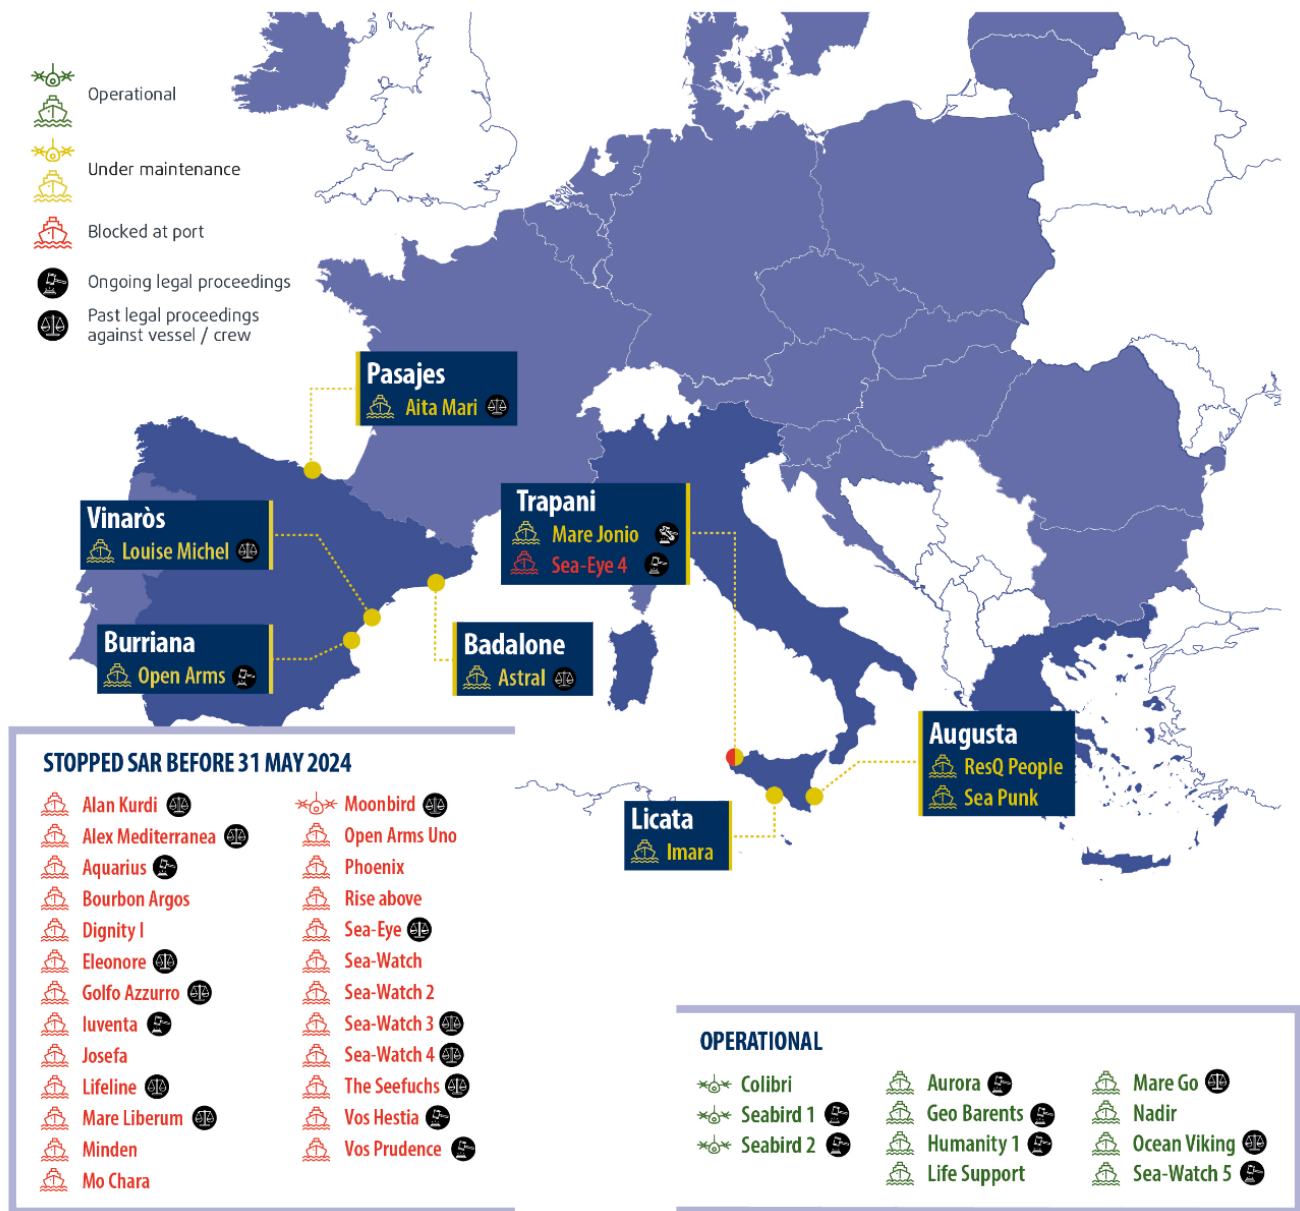 Operational
Under maintenance
Blocked at port
Ongoing legal proceedings
Past legal proceedings
against vessel / crew
Pasajes
Aita Mari
Vinaròs
Louise Michel
Burriana
Open Arms
Badalone
Astral
Trapani
Mare Jonio
Sea-Eye 4
Augusta
ResQ People
Sea Punk
Licata
Imara
STOPPED SAR BEFORE 31 MAY 2024
Alan Kurdi
Alex Mediterranea
Aquarius
Bourbon Argos
Dignity I
Eleonore
Golfo Azzurro
Iuventa
Josefa
Lifeline
Mare Liberum
Minden
Mo Chara
Moonbird
Open Arms Uno
Phoenix
Rise above
Sea-Eye
Sea-Watch
Sea-Watch 2
Sea-Watch 3
Sea-Watch 4
The Seefuchs
Vos Hestia
Vos Prudence
OPERATIONAL
Colibri
Seabird 1
Seabird 2
Aurora
Geo Barents
Humanity 1
Life Support
Mare Go
Nadir
Ocean Viking
Sea-Watch 5